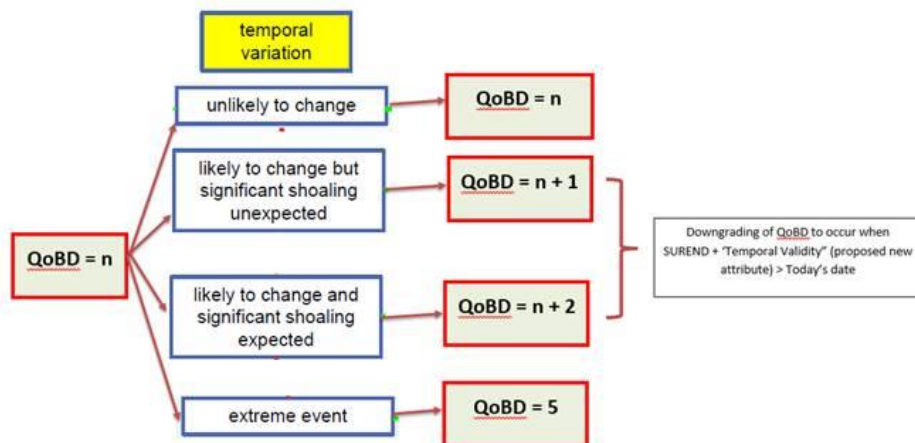 temporal
variation
unlikely to change
QoBD = n
likely to change but
significant shoaling
unexpected
QoBD = n + 1
QoBD = n
likely to change and
significant shoaling
expected
QoBD = n + 2
Downgrading of QoBD to occur when
SUREND + 'Temporal Validity" (proposed new
attribute) > Today's date
extreme event
QoBD = 5